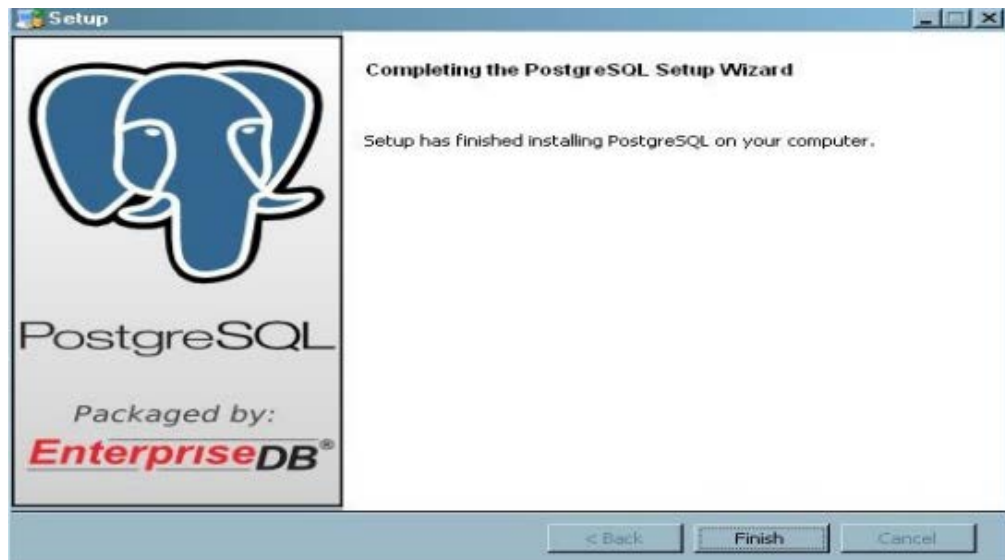 Setup
Completing the PostgreSQL Setup Wizard
Setup has finished installing PostgreSQL on your computer.
PostgreSQL
Packaged by:
EnterpriseDB®
< Back
Finish
Cancel